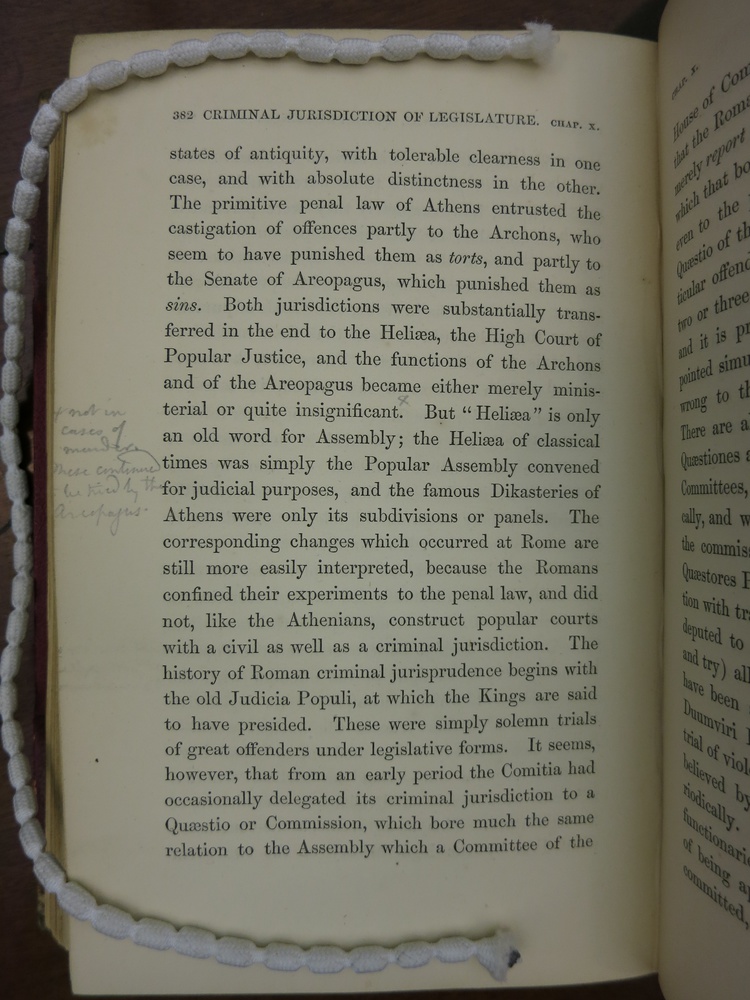 382 CRIMINAL JURISDICTION OF LEGISLATURE. CHAP. X.
states of antiquity, with tolerable clearness in one
case, and with absolute distinctness in the other.
The primitive penal law of Athens entrusted the
castigation of offences partly to the Archons, who
seem to have punished them as torts, and partly to
the Senate of Areopagus, which punished them as
sins. Both jurisdictions were substantially trans-
ferred in the end to the Heliæa, the High Court of
Popular Justice, and the functions of the Archons
and of the Areopagus became either merely minis-
terial or quite insignificant.x But “Heliæa” is only
an old word for Assembly; the Heliæa of classical
times was simply the Popular Assembly convened
for judicial purposes, and the famous Dikasteries of
Athens were only its subdivisions or panels. The
corresponding changes which occurred at Rome are
still more easily interpreted, because the Romans
confined their experiments to the penal law, and did
not, like the Athenians, construct popular courts
with a civil as well as a criminal jurisdiction. The
history of Roman criminal jurisprudence begins with
the old Judicia Populi, at which the Kings are said
to have presided. These were simply solemn trials
of great offenders under legislative forms. It seems,
however, that from an early period the Comitia had
occasionally delegated its criminal jurisdiction to a
Quæstio or Commission, which bore much the same
relation to the Assembly which a Committee of the
x not in
cases of
murder
these continued
be tried by the
Areopagus.
CHAP. X.
House of Com
that the Roma
merely report
which that bo
even to the
Quæstio of th
ticular offend
two or three
and it is pr
pointed simu
wrong to th
There are a
Quæstiones a
Committees,
cally, and w
the commiss
Quæstores P
tion with tr
deputed to
and try) all
have been
Duumviri
trial of viol
believed by
riodically.
functionarie
of being ap
committed,